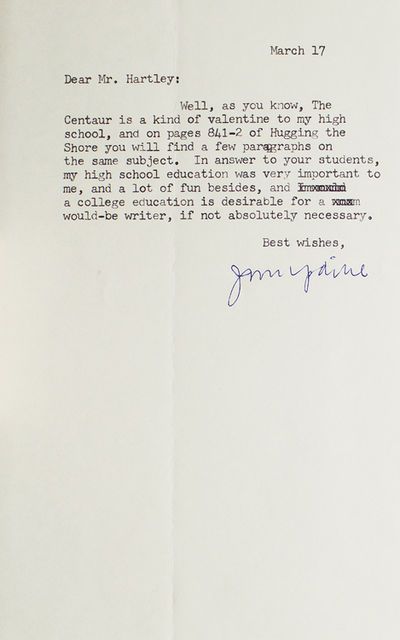 March 17
Dear Mr. Hartley:
Well, as you know, The
Centaur is a kind of valentine to my high
school, and on pages 841-2 of Hugging the
Shore you will find a few paragraphs on
the same subject. In answer to your students,
my high school education was very important to
me, and a lot of fun besides, and
a college education is desirable for a
would-be writer, if not absolutely necessary.
Best wishes,
John Updike